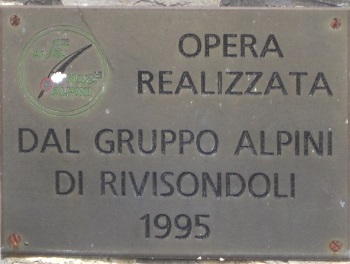 OPERA
REALIZZATA
DAL GRUPPO ALPINI
DI RIVISONDOLI
1995